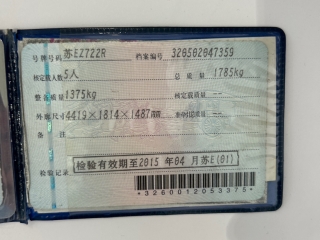 号牌号码 苏EZ722R 档案编号 320502047359
核定载人数 5人 总质量 1785kg
整备质量 1375kg 核定载质量 --
外廓尺寸 4419×1814×1487mm 准牵引总质量 --
备注
检验有效期至2015年04月苏E(01)
检验记录
*3260012053375*